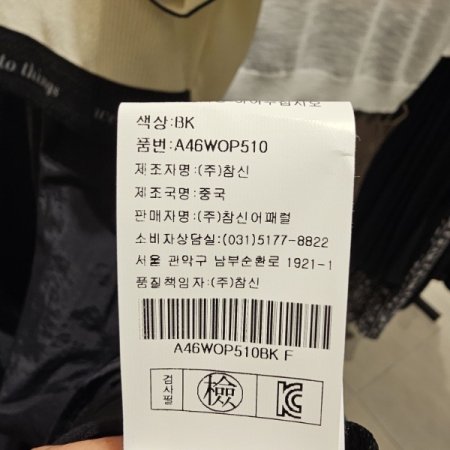 to things
색상:BK
품번:A46WOP510
제조자명:(주)참신
제조국명:중국
판매자명:(주)참신어패럴
소비자상담실:(031)5177-8822
서울 관악구 남부순환로 1921-1
품질책임자:(주)참신
A46WOP510BK F
검사필
檢
KC